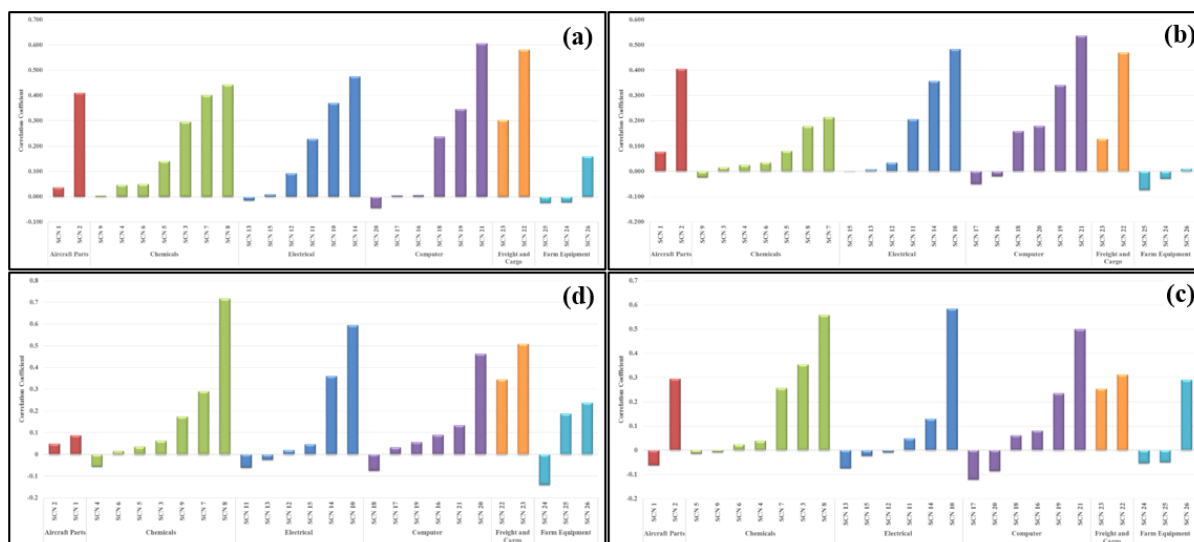 (a)
Correlation Coefficient
0.700
0.600
0.500
0.400
0.300
0.200
0.100
0.000
-0.100
SCN 1 SCN 2 SCN 9 SCN 4 SCN 6 SCN 5 SCN 3 SCN 7 SCN 8 SCN 13 SCN 15 SCN 12 SCN 11 SCN 10 SCN 14 SCN 20 SCN 17 SCN 16 SCN 18 SCN 19 SCN 21 SCN 23 SCN 22 SCN 25 SCN 24 SCN 26
Aircraft Parts Chemicals Electrical Computer Freight and Cargo Farm Equipment
(b)
Correlation Coefficient
0.600
0.500
0.400
0.300
0.200
0.100
0.000
-0.100
SCN 1 SCN 2 SCN 9 SCN 3 SCN 4 SCN 6 SCN 5 SCN 8 SCN 7 SCN 15 SCN 13 SCN 12 SCN 11 SCN 14 SCN 10 SCN 17 SCN 16 SCN 18 SCN 20 SCN 19 SCN 21 SCN 23 SCN 22 SCN 25 SCN 24 SCN 26
Aircraft Parts Chemicals Electrical Computer Freight and Cargo Farm Equipment
(d)
Correlation Coefficient
0.8
0.7
0.6
0.5
0.4
0.3
0.2
0.1
0
-0.1
-0.2
SCN 2 SCN 1 SCN 4 SCN 6 SCN 5 SCN 3 SCN 9 SCN 7 SCN 8 SCN 11 SCN 13 SCN 12 SCN 15 SCN 14 SCN 10 SCN 18 SCN 17 SCN 19 SCN 16 SCN 21 SCN 20 SCN 22 SCN 23 SCN 24 SCN 25 SCN 26
Aircraft Parts Chemicals Electrical Computer Freight and Cargo Farm Equipment
(c)
Correlation Coefficient
0.7
0.6
0.5
0.4
0.3
0.2
0.1
0
-0.1
-0.2
SCN 1 SCN 2 SCN 5 SCN 9 SCN 6 SCN 4 SCN 7 SCN 3 SCN 8 SCN 13 SCN 15 SCN 12 SCN 11 SCN 14 SCN 10 SCN 17 SCN 20 SCN 18 SCN 16 SCN 19 SCN 21 SCN 23 SCN 22 SCN 24 SCN 25 SCN 26
Aircraft Parts Chemicals Electrical Computer Freight and Cargo Farm Equipment